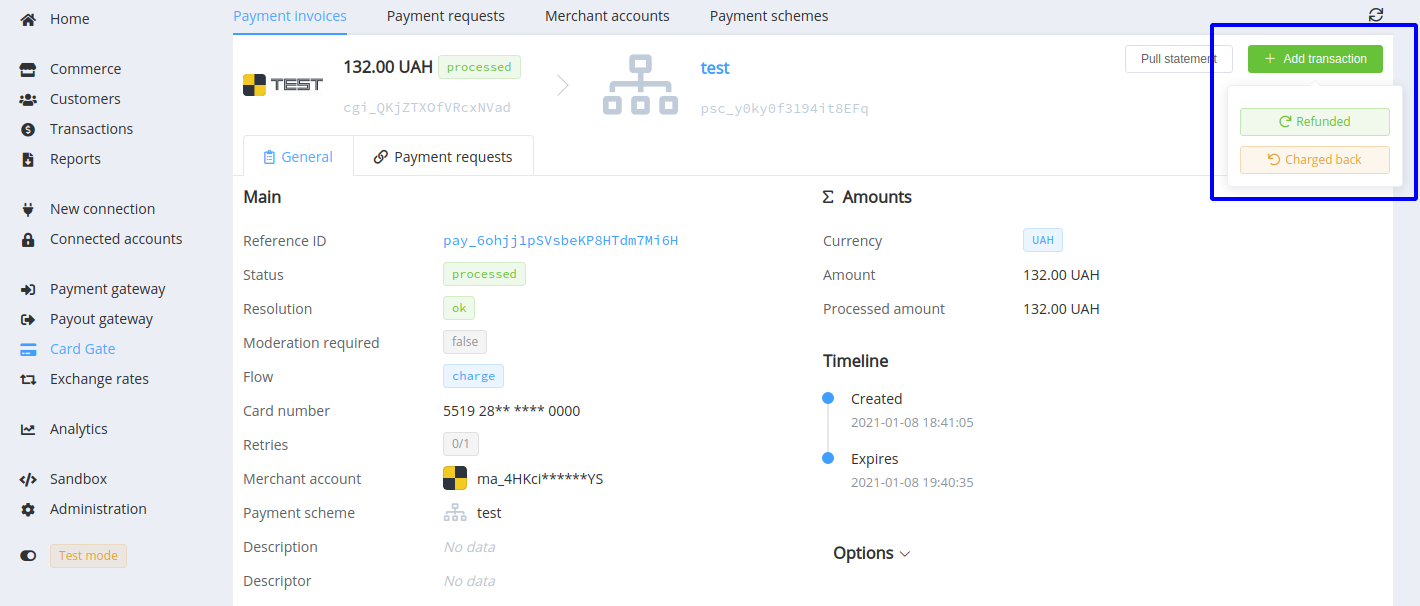 Home
Commerce
Customers
Transactions
Reports
New connection
Connected accounts
Payment gateway
Payout gateway
Card Gate
Exchange rates
Analytics
Sandbox
Administration
Test mode
Payment invoices Payment requests Merchant accounts Payment schemes
TEST
132.00 UAH processed
cgi_QKjZTXOfVRcxNVad
test
psc_y0ky0f3194it8EFq
Pull statement
+ Add transaction
Refunded
Charged back
General Payment requests
Main
Reference ID pay_6ohjj1pSVsbeKP8HTdm7Mi6H
Status processed
Resolution ok
Moderation required false
Flow charge
Card number 5519 28** **** 0000
Retries 0/1
Merchant account ma_4HKci******YS
Payment scheme test
Description No data
Descriptor No data
Σ Amounts
Currency UAH
Amount 132.00 UAH
Processed amount 132.00 UAH
Timeline
Created
2021-01-08 18:41:05
Expires
2021-01-08 19:40:35
Options